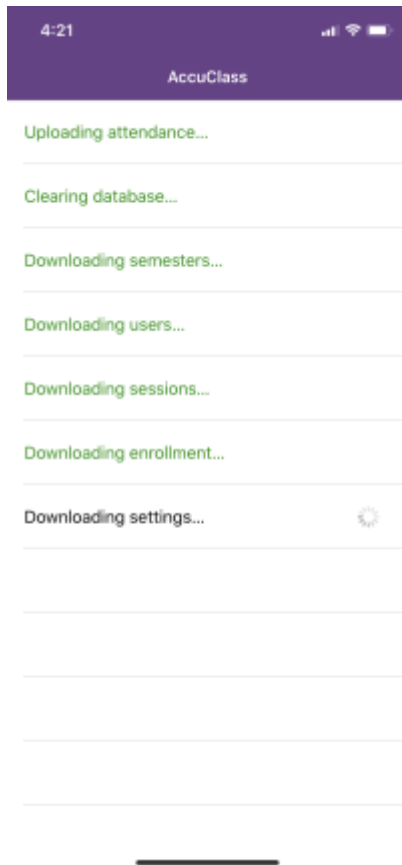 4:21
AccuClass
Uploading attendance...
Clearing database...
Downloading semesters...
Downloading users...
Downloading sessions...
Downloading enrollment...
Downloading settings...